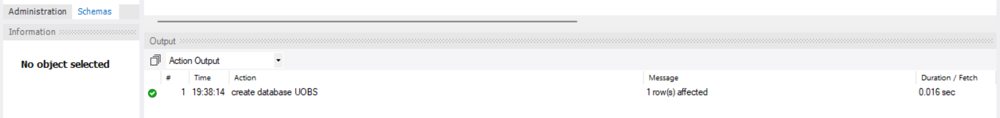 Administration Schemas
Information
No object selected
Output
Action Output
# Time Action Message Duration / Fetch
1 19:38:14 create database UOBS 1 row(s) affected 0.016 sec